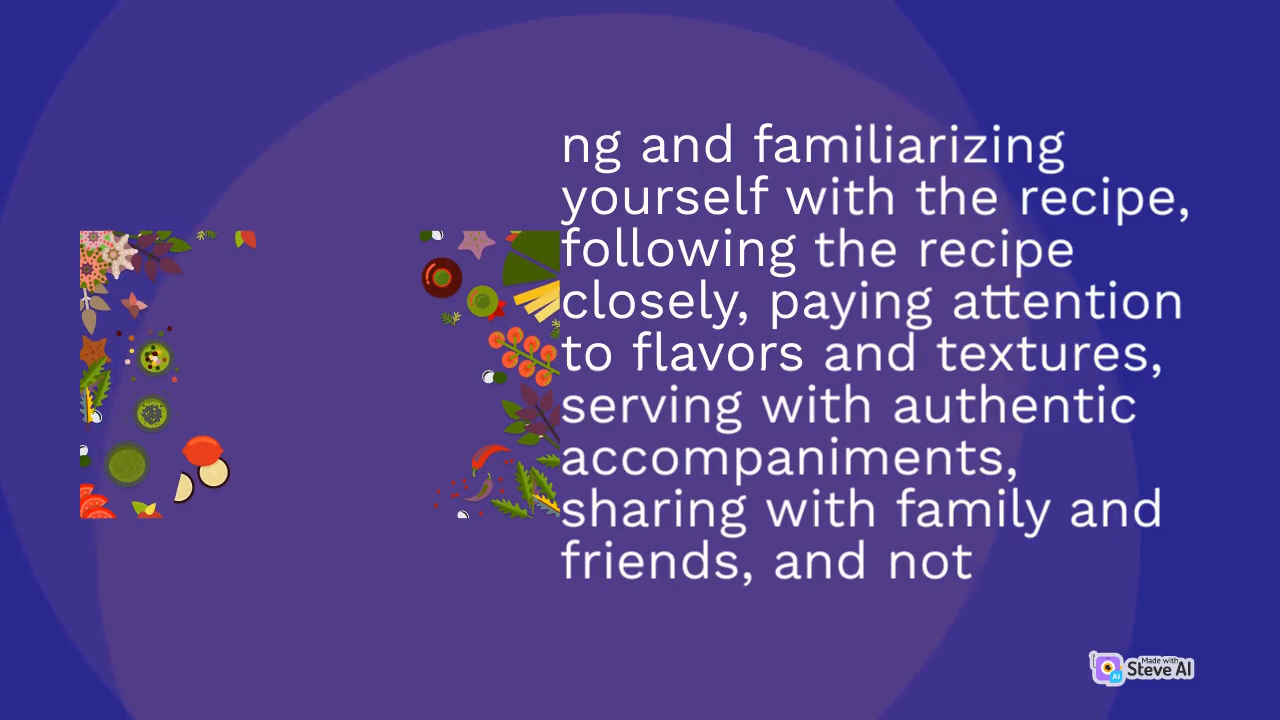 ng and familiarizing
yourself with the recipe,
following the recipe
closely, paying attention
to flavors and textures,
serving with authentic
accompaniments,
sharing with family and
friends, and not
Made with
Steve AI
AI